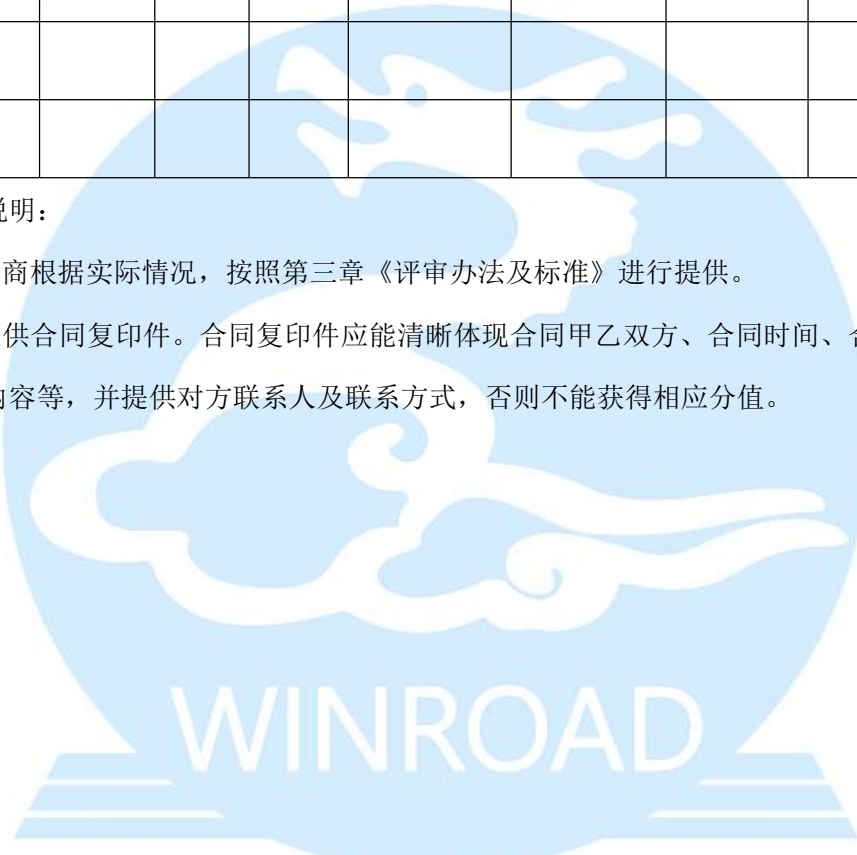 说明：
商根据实际情况，按照第三章《评审办法及标准》进行提供。
供合同复印件。合同复印件应能清晰体现合同甲乙双方、合同时间、
内容等，并提供对方联系人及联系方式，否则不能获得相应分值。
WINROAD